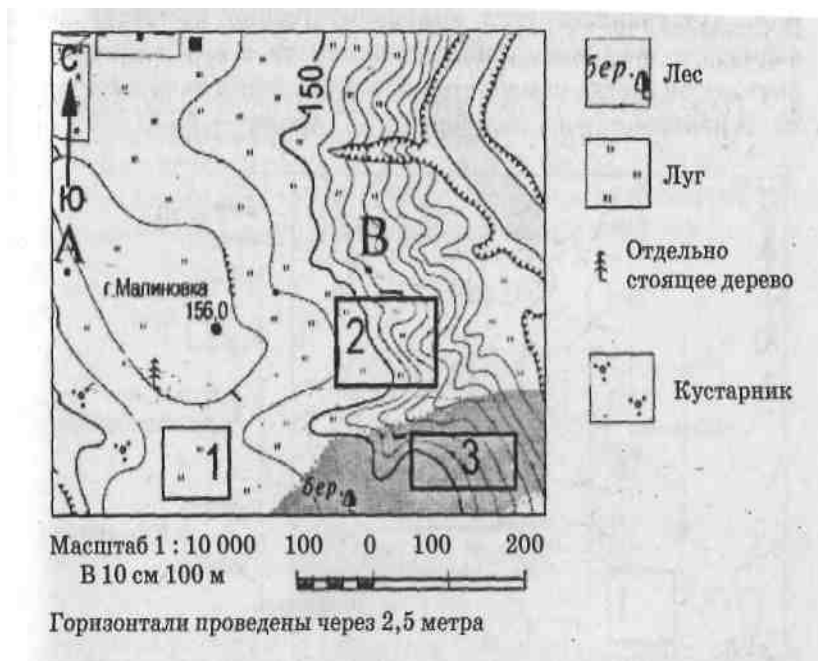 С
150
бер.
Лес
Луг
Ю
А
В
Отдельно
стоящее дерево
г.Малиновка
156,0
2
Кустарник
1
3
бер.
Масштаб 1 : 10 000 100 0 100 200
В 10 см 100 м
Горизонтали проведены через 2,5 метра